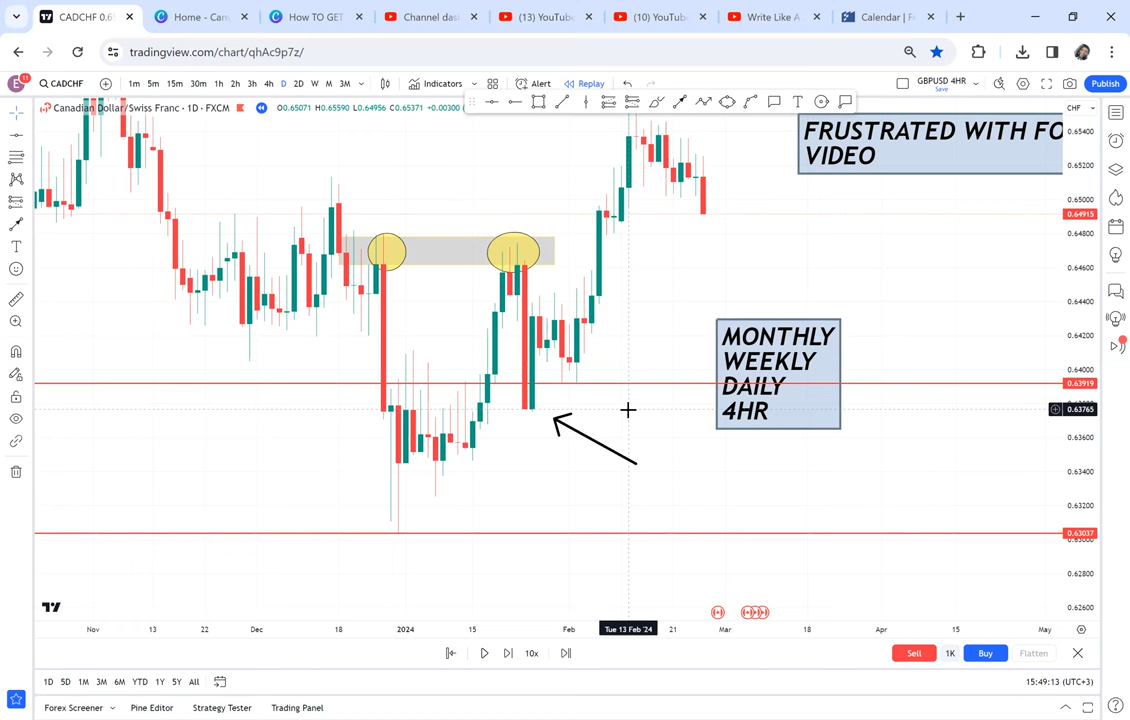 CADCHF 0.6
Home - Can
How TO GET
Channel das
(13) YouTub
(10) YouTub
Write Like A
Calendar | F
tradingview.com/chart/qhAc9p7z/
E 11 CADCHF 1m 5m 15m 30m 1h 2h 3h 4h D 2D W M 3M Indicators Alert Replay GBPUSD 4HR Save Publish
Canadian Dollar/Swiss Franc · 1D · FXCM O0.65071 H0.65590 L0.64956 C0.65371 +0.00300
CHF
FRUSTRATED WITH FO
VIDEO
MONTHLY
WEEKLY
DAILY
4HR
0.65400
0.65200
0.65000
0.64915
0.64800
0.64600
0.64400
0.64200
0.64000
0.63919
0.63765
0.63600
0.63400
0.63200
0.63037
0.63000
0.62800
0.62600
Nov 13 22 Dec 18 2024 15 Feb Tue 13 Feb '24 21 Mar 18 Apr 15 May
10x Sell 1K Buy Flatten
1D 5D 1M 3M 6M YTD 1Y 5Y All 15:49:13 (UTC+3)
Forex Screener Pine Editor Strategy Tester Trading Panel